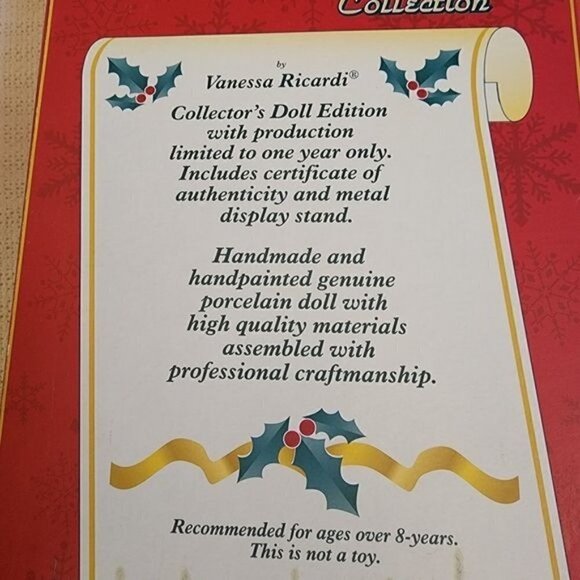 Collection
by
Vanessa Ricardi®
Collector's Doll Edition
with production
limited to one year only.
Includes certificate of
authenticity and metal
display stand.
Handmade and
handpainted genuine
porcelain doll with
high quality materials
assembled with
professional craftmanship.
Recommended for ages over 8-years.
This is not a toy.